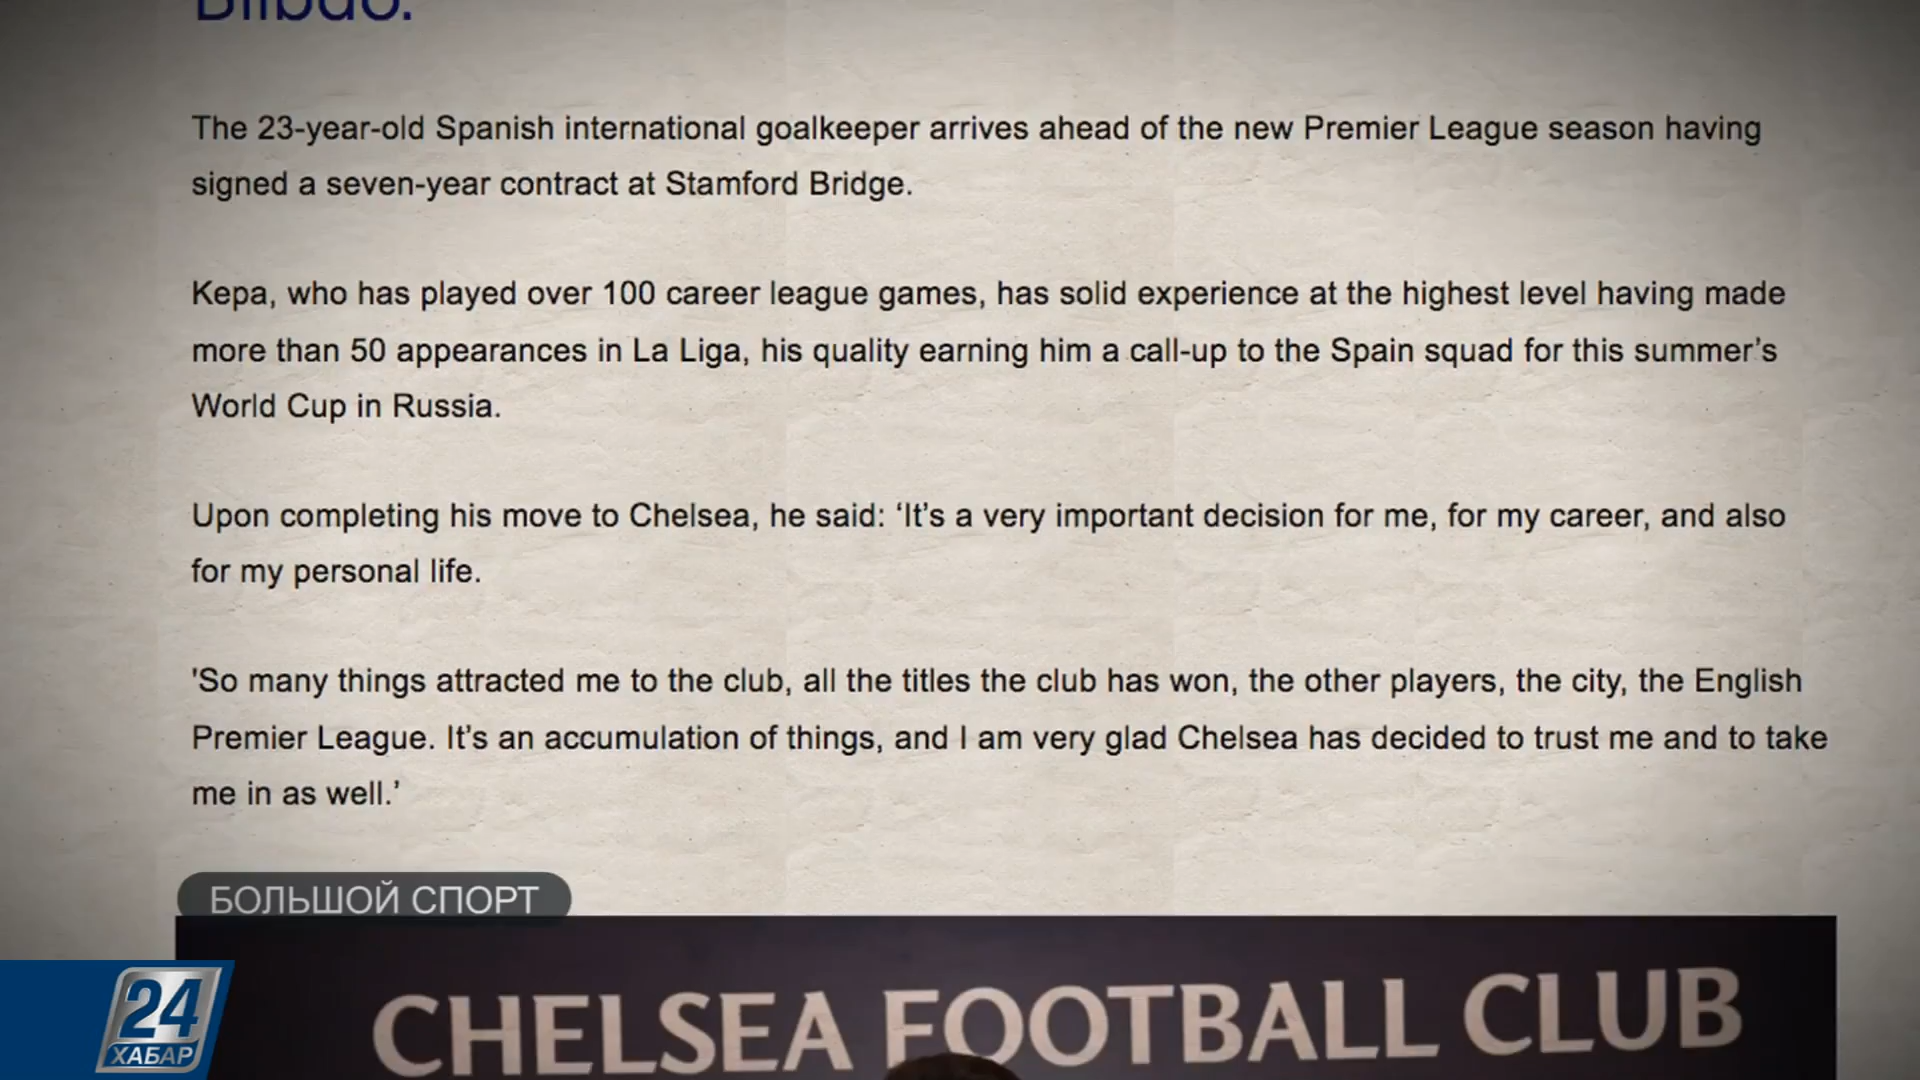 Bilbao.
The 23-year-old Spanish international goalkeeper arrives ahead of the new Premier League season having
signed a seven-year contract at Stamford Bridge.
Kepa, who has played over 100 career league games, has solid experience at the highest level having made
more than 50 appearances in La Liga, his quality earning him a call-up to the Spain squad for this summer’s
World Cup in Russia.
Upon completing his move to Chelsea, he said: ‘It’s a very important decision for me, for my career, and also
for my personal life.
'So many things attracted me to the club, all the titles the club has won, the other players, the city, the English
Premier League. It’s an accumulation of things, and I am very glad Chelsea has decided to trust me and to take
me in as well.’
БОЛЬШОЙ СПОРТ
CHELSEA FOOTBALL CLUB
24
ХАБАР